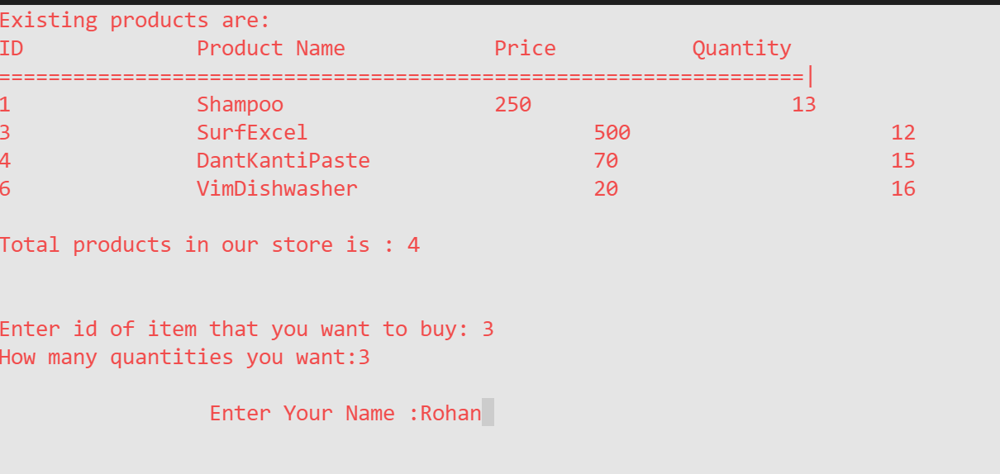 Existing products are:
ID Product Name Price Quantity
=================================================================|
1 Shampoo 250 13
3 SurfExcel 500 12
4 DantKantiPaste 70 15
6 VimDishwasher 20 16
Total products in our store is : 4
Enter id of item that you want to buy: 3
How many quantities you want:3
Enter Your Name :Rohan